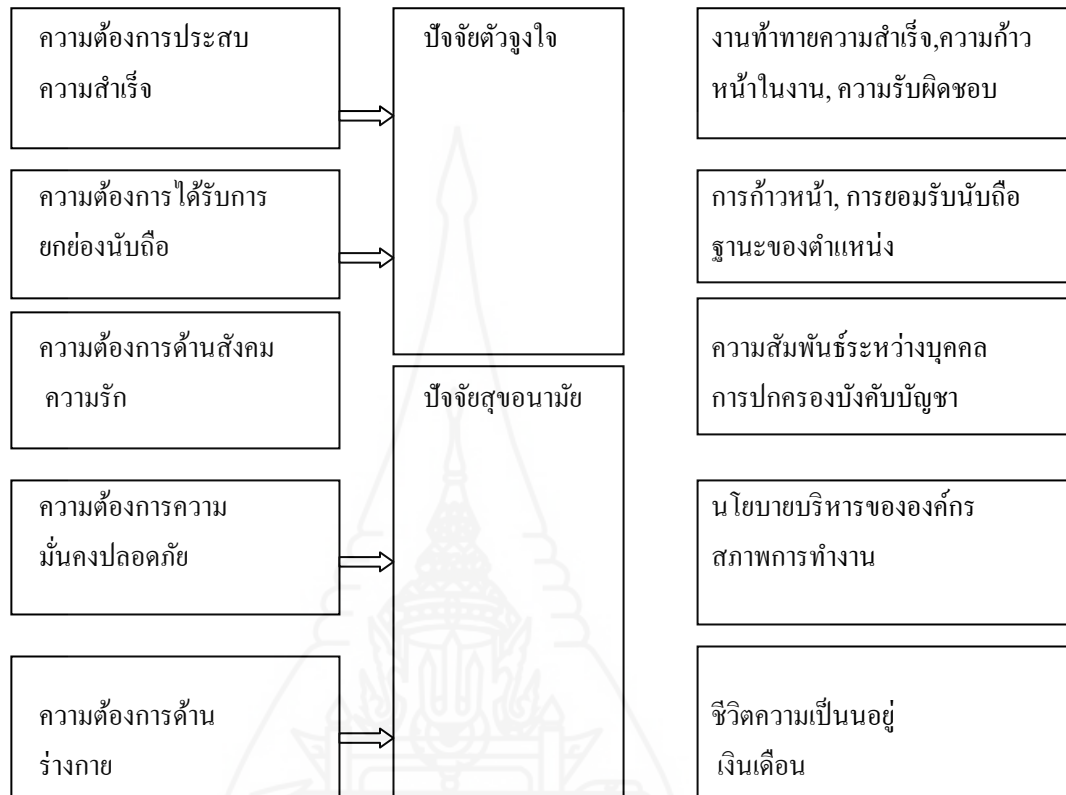 ความต้องการประสบ
ความสำเร็จ
ปัจจัยตัวจูงใจ
งานท้าทายความสำเร็จ,ความก้าว
หน้าในงาน, ความรับผิดชอบ
ความต้องการได้รับการ
ยกย่องนับถือ
การก้าวหน้า, การยอมรับนับถือ
ฐานะของตำแหน่ง
ความต้องการด้านสังคม
ความรัก
ความสัมพันธ์ระหว่างบุคคล
การปกครองบังคับบัญชา
ปัจจัยสุขอนามัย
ความต้องการความ
มั่นคงปลอดภัย
นโยบายบริหารขององค์กร
สภาพการทำงาน
ความต้องการด้าน
ร่างกาย
ชีวิตความเป็นนอยู่
เงินเดือน